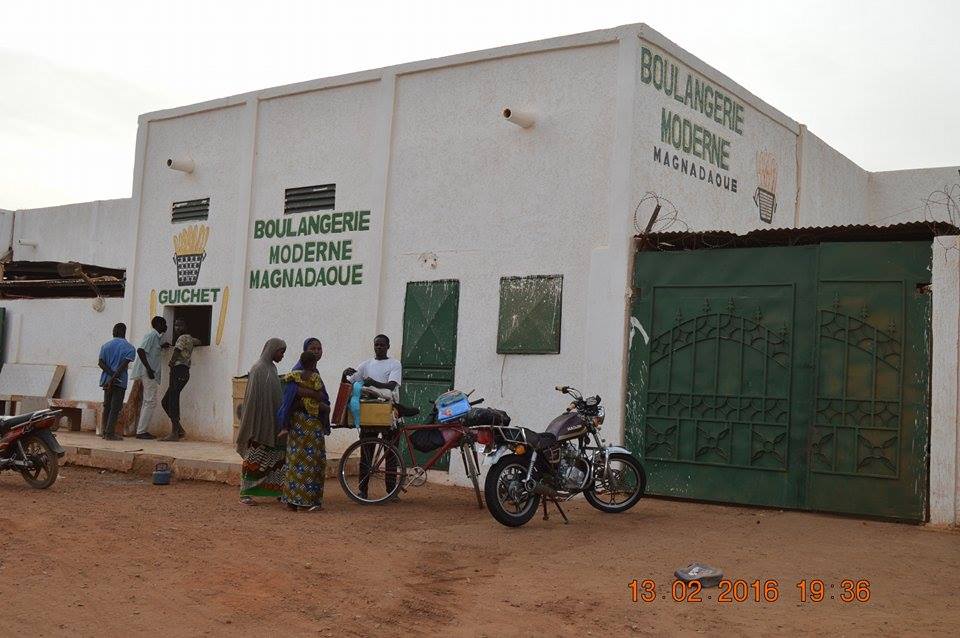 GUICHET
BOULANGERIE
MODERNE
MAGNADAOUE
BOULANGERIE
MODERNE
MAGNADAOUE
13.02.2016 19:36